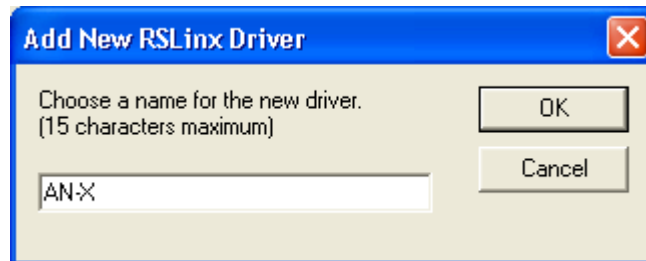 Add New RSLinx Driver
Choose a name for the new driver.
(15 characters maximum)
OK
Cancel
AN-X